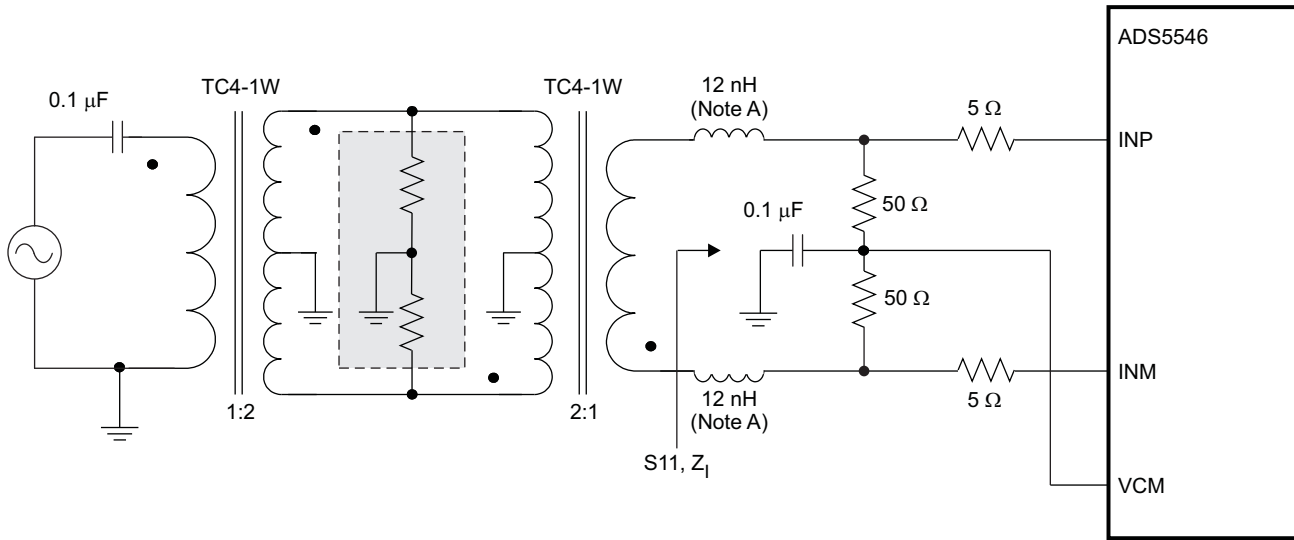 ADS5546
TC4-1W
TC4-1W
12 nH
(Note A)
0.1 μF
5 Ω
INP
0.1 μF
50 Ω
50 Ω
INM
12 nH
(Note A)
5 Ω
1:2
2:1
S11, ZI
VCM